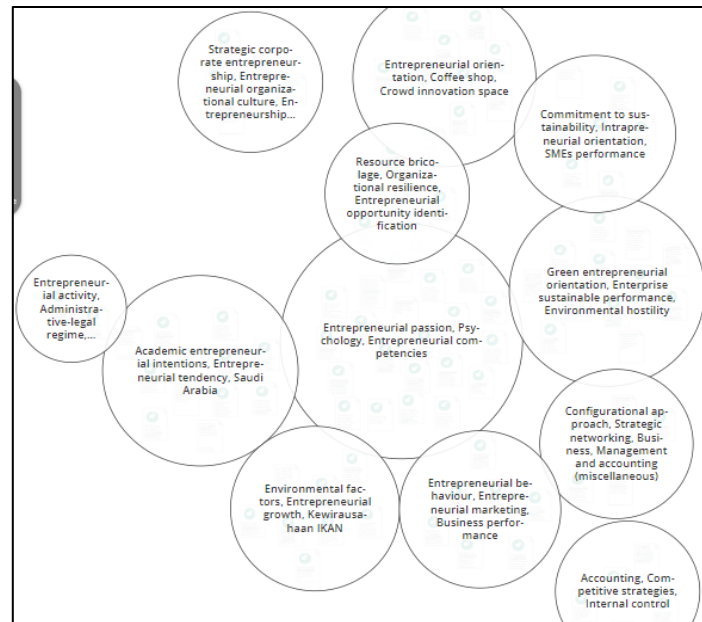 Strategic corpo-
rate entrepreneur-
ship, Entrepre-
neurial organiza-
tional culture, En-
trepreneurship...
Entrepreneurial orien-
tation, Coffee shop,
Crowd innovation space
Commitment to sus-
tainability, Intrapre-
neurial orientation,
SMEs performance
Resource brico-
lage, Organiza-
tional resilience,
Entrepreneurial
opportunity identi-
fication
Entrepreneur-
ial activity,
Administra-
tive-legal
regime,...
Green entrepreneurial
orientation, Enterprise
sustainable performance,
Environmental hostility
Entrepreneurial passion, Psy-
chology, Entrepreneurial com-
petencies
Academic entrepreneur-
ial intentions, Entrepre-
neurial tendency, Saudi
Arabia
Configurational ap-
proach, Strategic
networking, Busi-
ness, Management
and accounting
(miscellaneous)
Environmental fac-
tors, Entrepreneurial
growth, Kewirausa-
haan IKAN
Entrepreneurial be-
haviour, Entrepre-
neurial marketing,
Business perfor-
mance
Accounting, Com-
petitive strategies,
Internal control